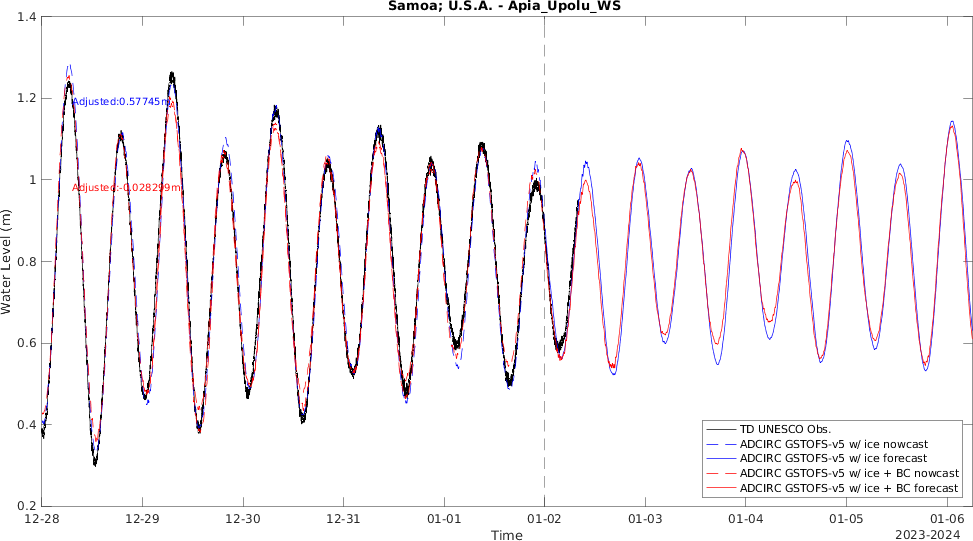 Samoa; U.S.A. - Apia_Upolu_WS
1.4
1.2
1
0.8
0.6
0.4
0.2
Water Level (m)
Adjusted:0.57745m
Adjusted:-0.028299m
TD UNESCO Obs.
ADCIRC GSTOFS-v5 w/ ice nowcast
ADCIRC GSTOFS-v5 w/ ice forecast
ADCIRC GSTOFS-v5 w/ ice + BC nowcast
ADCIRC GSTOFS-v5 w/ ice + BC forecast
12-28 12-29 12-30 12-31 01-01 01-02 01-03 01-04 01-05 01-06
Time
2023-2024